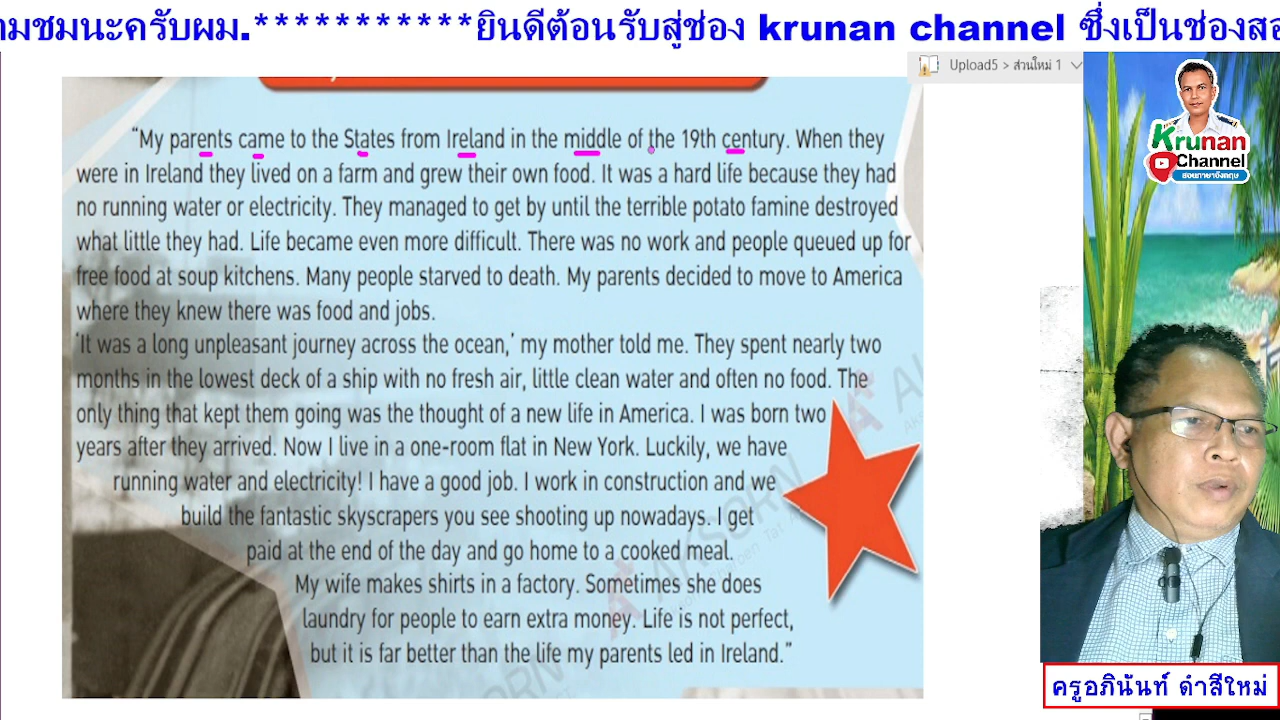 ามชมนะครับผม.************ยินดีต้อนรับสู่ช่อง krunan channel ซึ่งเป็นช่องสอ
Upload5 > ส่วนใหม่ 1
Krunan
Channel
สอนภาษาอังกฤษ
“My parents came to the States from Ireland in the middle of the 19th century. When they
were in Ireland they lived on a farm and grew their own food. It was a hard life because they had
no running water or electricity. They managed to get by until the terrible potato famine destroyed
what little they had. Life became even more difficult. There was no work and people queued up for
free food at soup kitchens. Many people starved to death. My parents decided to move to America
where they knew there was food and jobs.
‘It was a long unpleasant journey across the ocean,’ my mother told me. They spent nearly two
months in the lowest deck of a ship with no fresh air, little clean water and often no food. The
only thing that kept them going was the thought of a new life in America. I was born two
years after they arrived. Now I live in a one-room flat in New York. Luckily, we have
running water and electricity! I have a good job. I work in construction and we
build the fantastic skyscrapers you see shooting up nowadays. I get
paid at the end of the day and go home to a cooked meal.
My wife makes shirts in a factory. Sometimes she does
laundry for people to earn extra money. Life is not perfect,
but it is far better than the life my parents led in Ireland.”
AKSORN
ครูอภินันท์ ดำสีใหม่